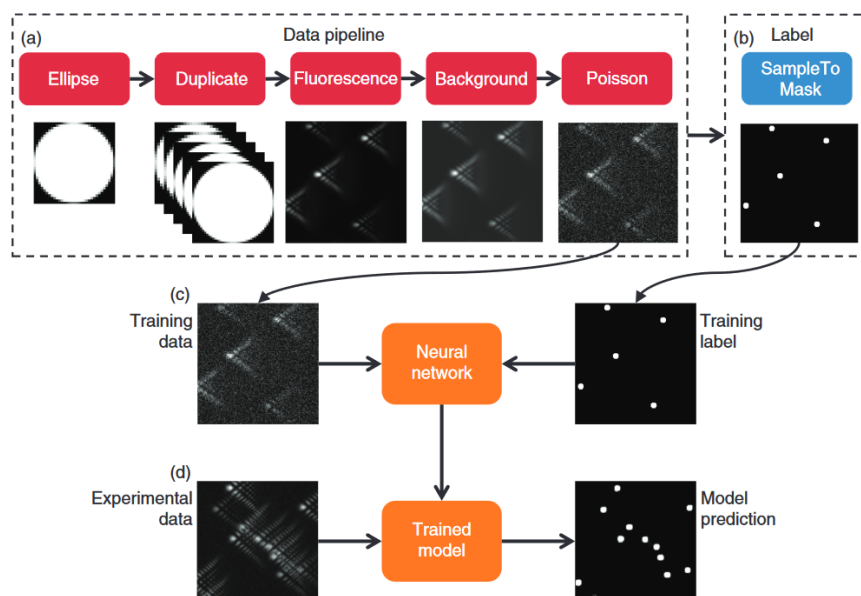 (a)
Data pipeline
Ellipse
Duplicate
Fluorescence
Background
Poisson
(b)
Label
SampleTo
Mask
(c)
Training
data
Neural
network
Training
label
(d)
Experimental
data
Trained
model
Model
prediction